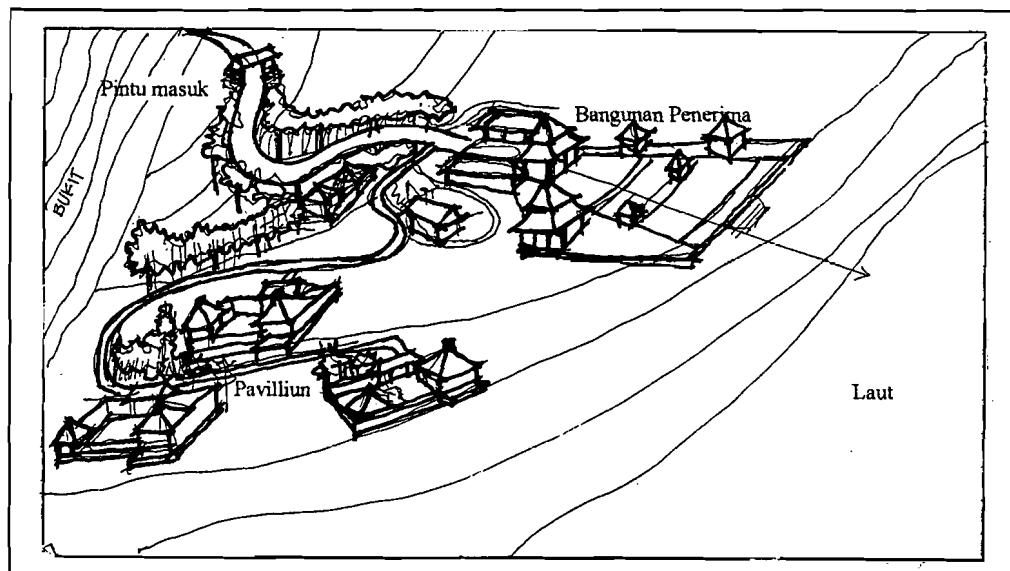 Pintu masuk
Bangunan Penerima
BUKIT
Pavilliun
Laut